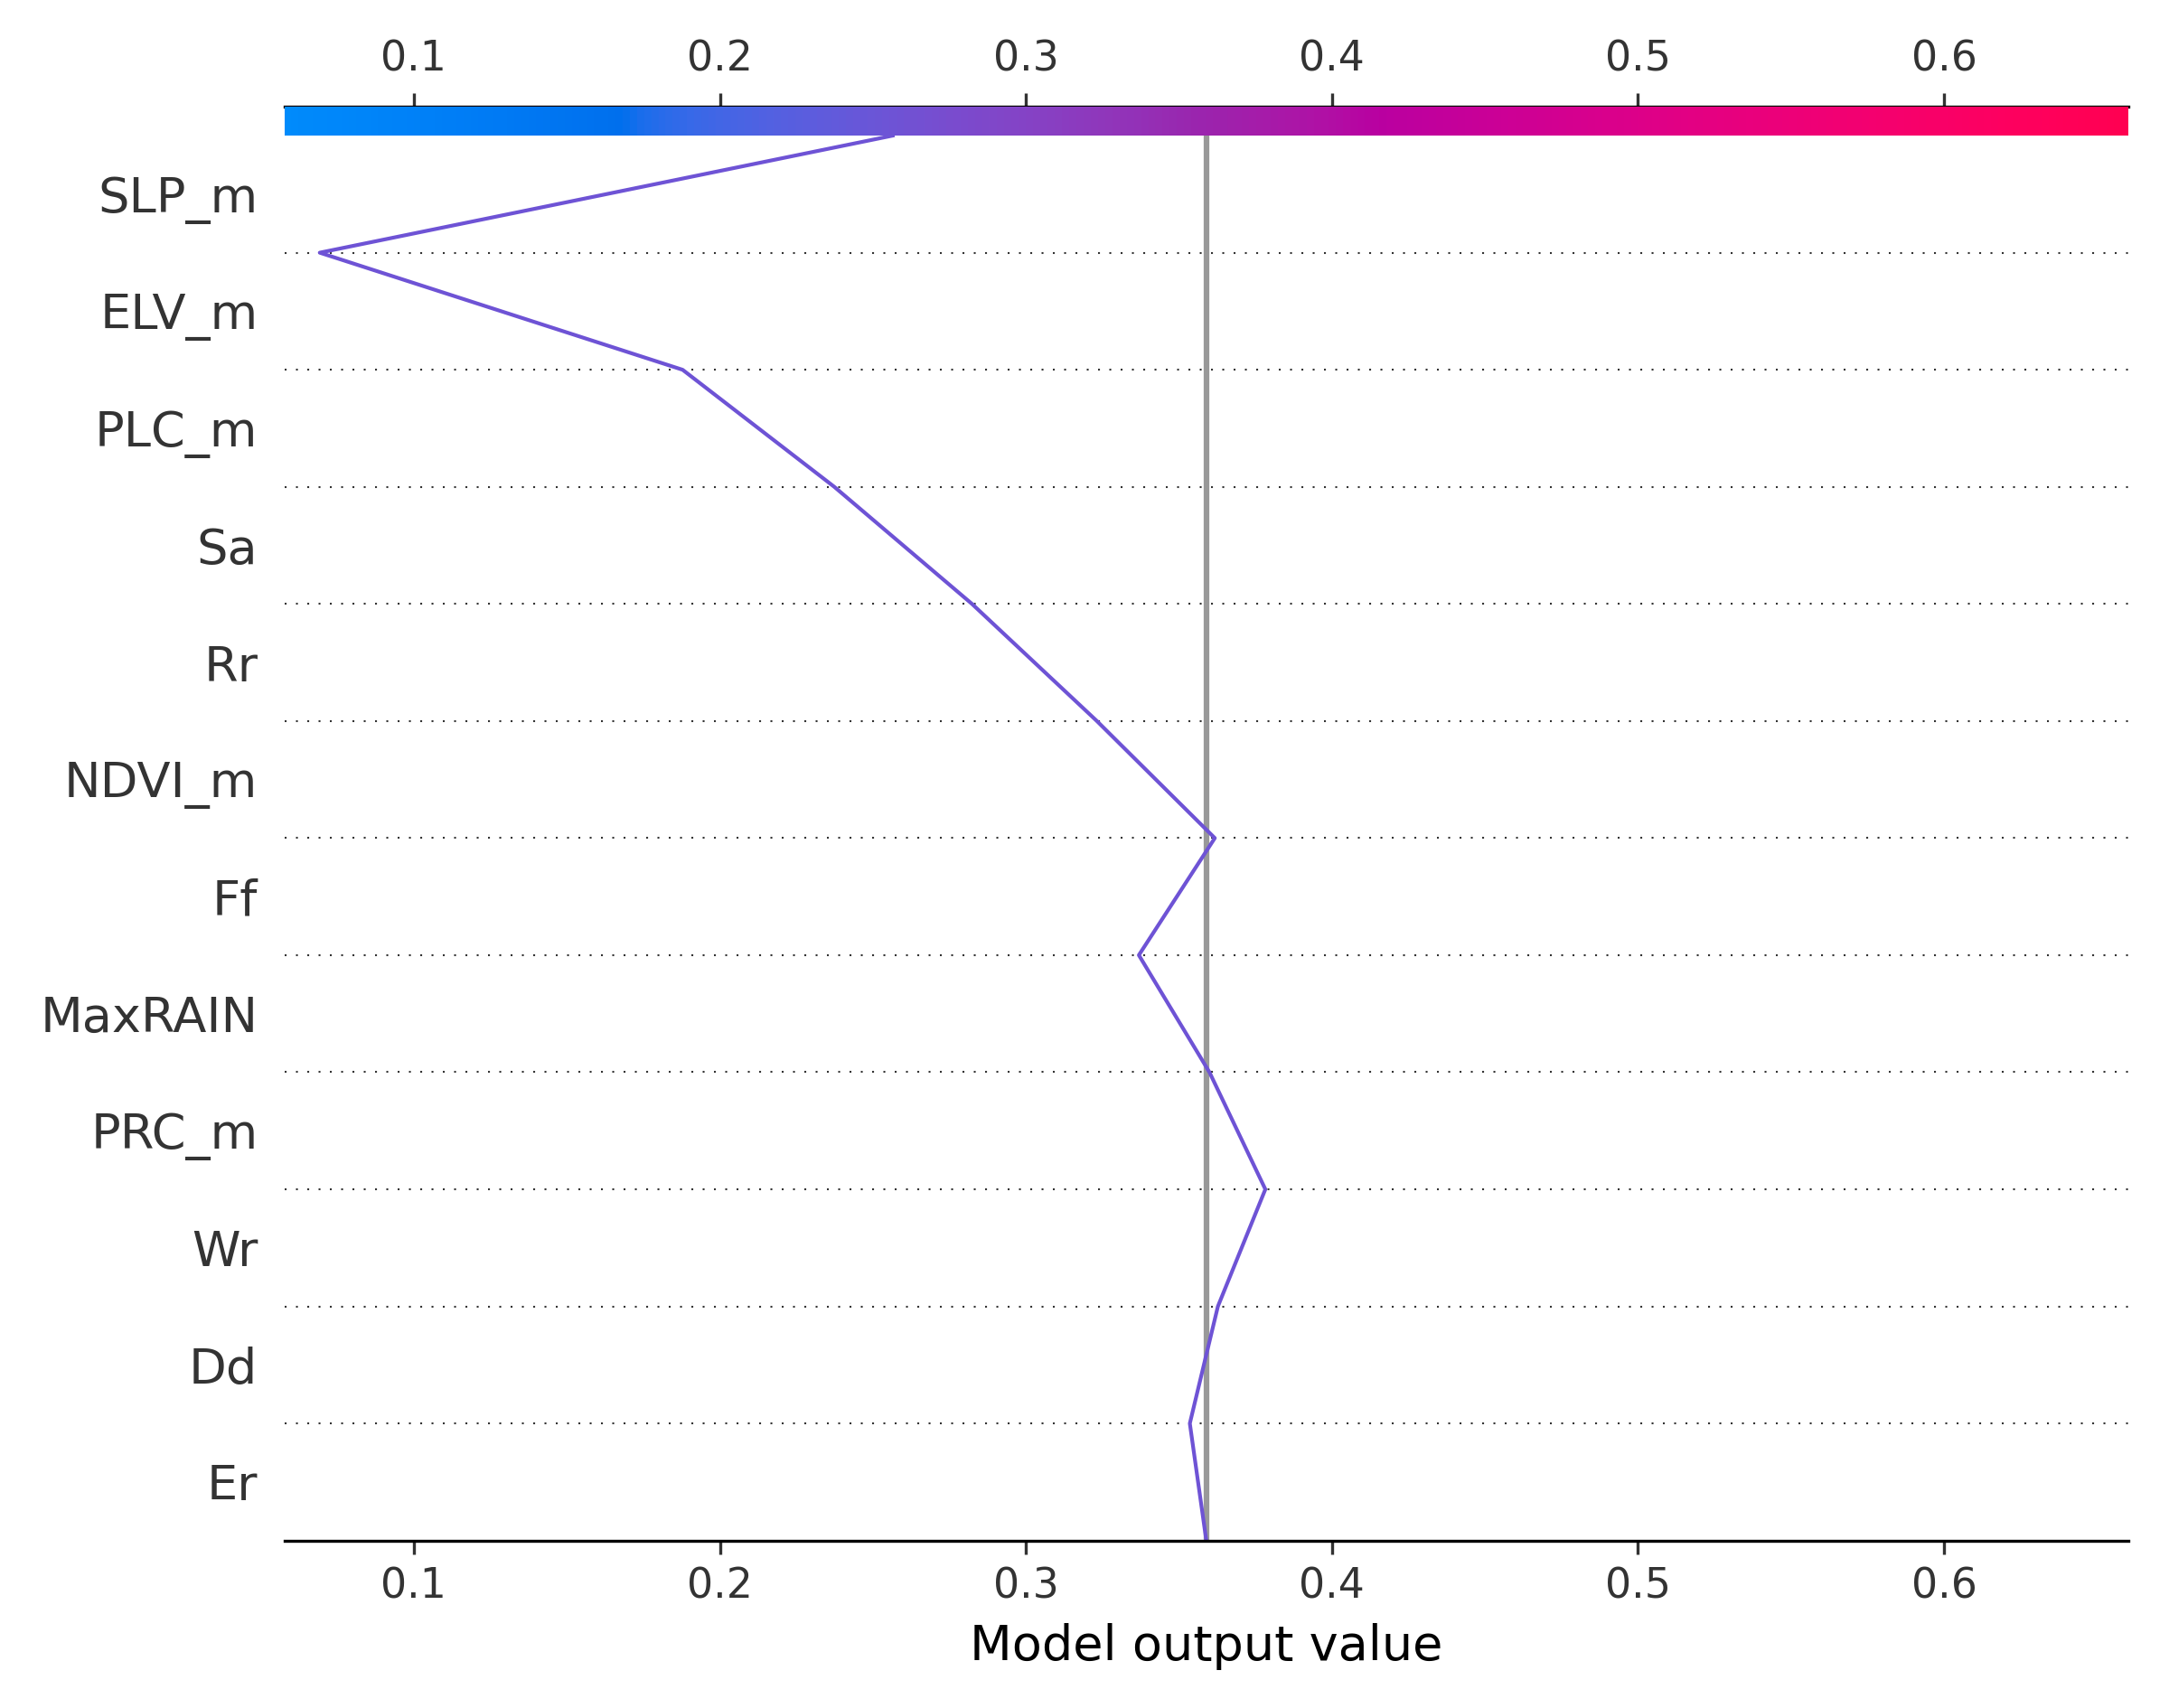 0.1 0.2 0.3 0.4 0.5 0.6
SLP_m
ELV_m
PLC_m
Sa
Rr
NDVI_m
Ff
MaxRAIN
PRC_m
Wr
Dd
Er
0.1 0.2 0.3 0.4 0.5 0.6
Model output value